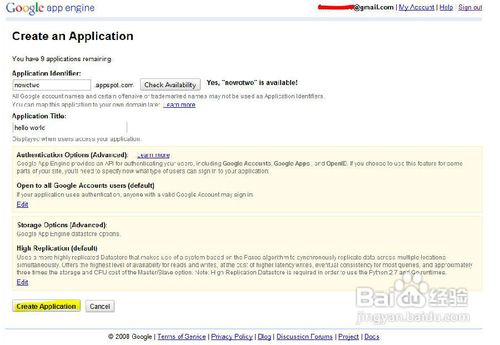 Google app engine
@gmail.com | My Account | Help | Sign out
Create an Application
You have 9 applications remaining.
Application Identifier:
nowctwo .appspot.com Check Availability Yes, "nowctwo" is available!
All Google account names and certain offensive or trademarked names may not be used as Application Identifiers.
You can map this application to your own domain later. Learn more
Application Title:
hello world
Displayed when users access your application.
Authentication Options (Advanced): Learn more
Google App Engine provides an API for authenticating your users, including Google Accounts, Google Apps, and OpenID. If you choose to use this feature for some
parts of your site, you'll need to specify now what type of users can sign in to your application.
Open to all Google Accounts users (default)
If your application uses authentication, anyone with a valid Google Account may sign in.
Edit
Storage Options (Advanced):
Google App Engine datastore options.
High Replication (default)
Uses a more highly replicated Datastore that makes use of a system based on the Paxos algorithm to synchronously replicate data across multiple locations
simultaneously. Offers the highest level of availability for reads and writes, at the cost of higher latency writes, eventual consistency for most queries, and approximately
three times the storage and CPU cost of the Master/Slave option. Note: High Replication Datastore is required in order to use the Python 2.7 and Go runtimes.
Edit
Create Application Cancel
Baidu 经验
jingyan.baidu.com
© 2008 Google | Terms of Service | Privacy Policy | Blog | Discussion Forums | Project | Docs